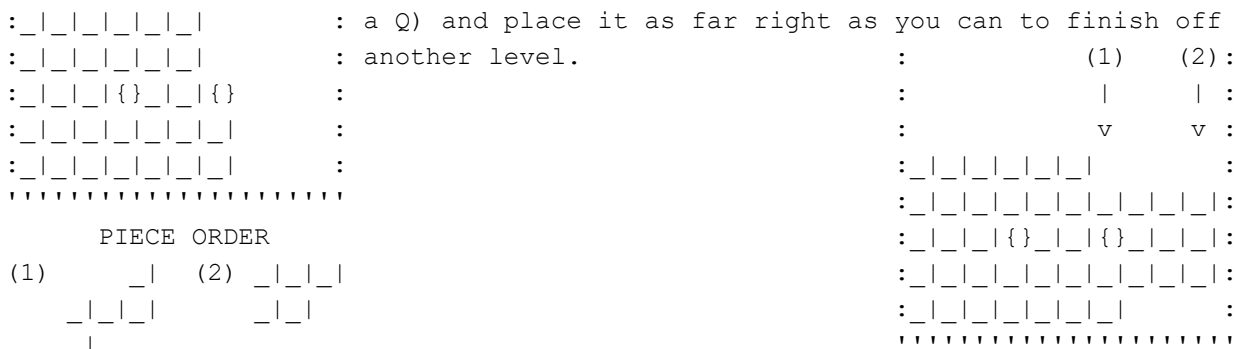 :_|_|_|_|_|_|       : a Q) and place it as far right as you can to finish off
:_|_|_|_|_|_|       : another level.                   :          (1)   (2):
:_|_|_|{}_|_|{}      :                                  :           |     | :
:_|_|_|_|_|_|_|      :                                  :           v     v :
:_|_|_|_|_|_|_|      :                                  :_|_|_|_|_|_|        :
''''''''''''''''''''''                                  :_|_|_|_|_|_|_|_|_|_|:
      PIECE ORDER                                       :_|_|_|{}_|_|{}_|_|_|:
(1)       _|  (2) _|_|_|                                :_|_|_|_|_|_|_|_|_|_|:
    _|_|_|        _|_|                                  :_|_|_|_|_|_|_|      :
     |                                                  ''''''''''''''''''''''